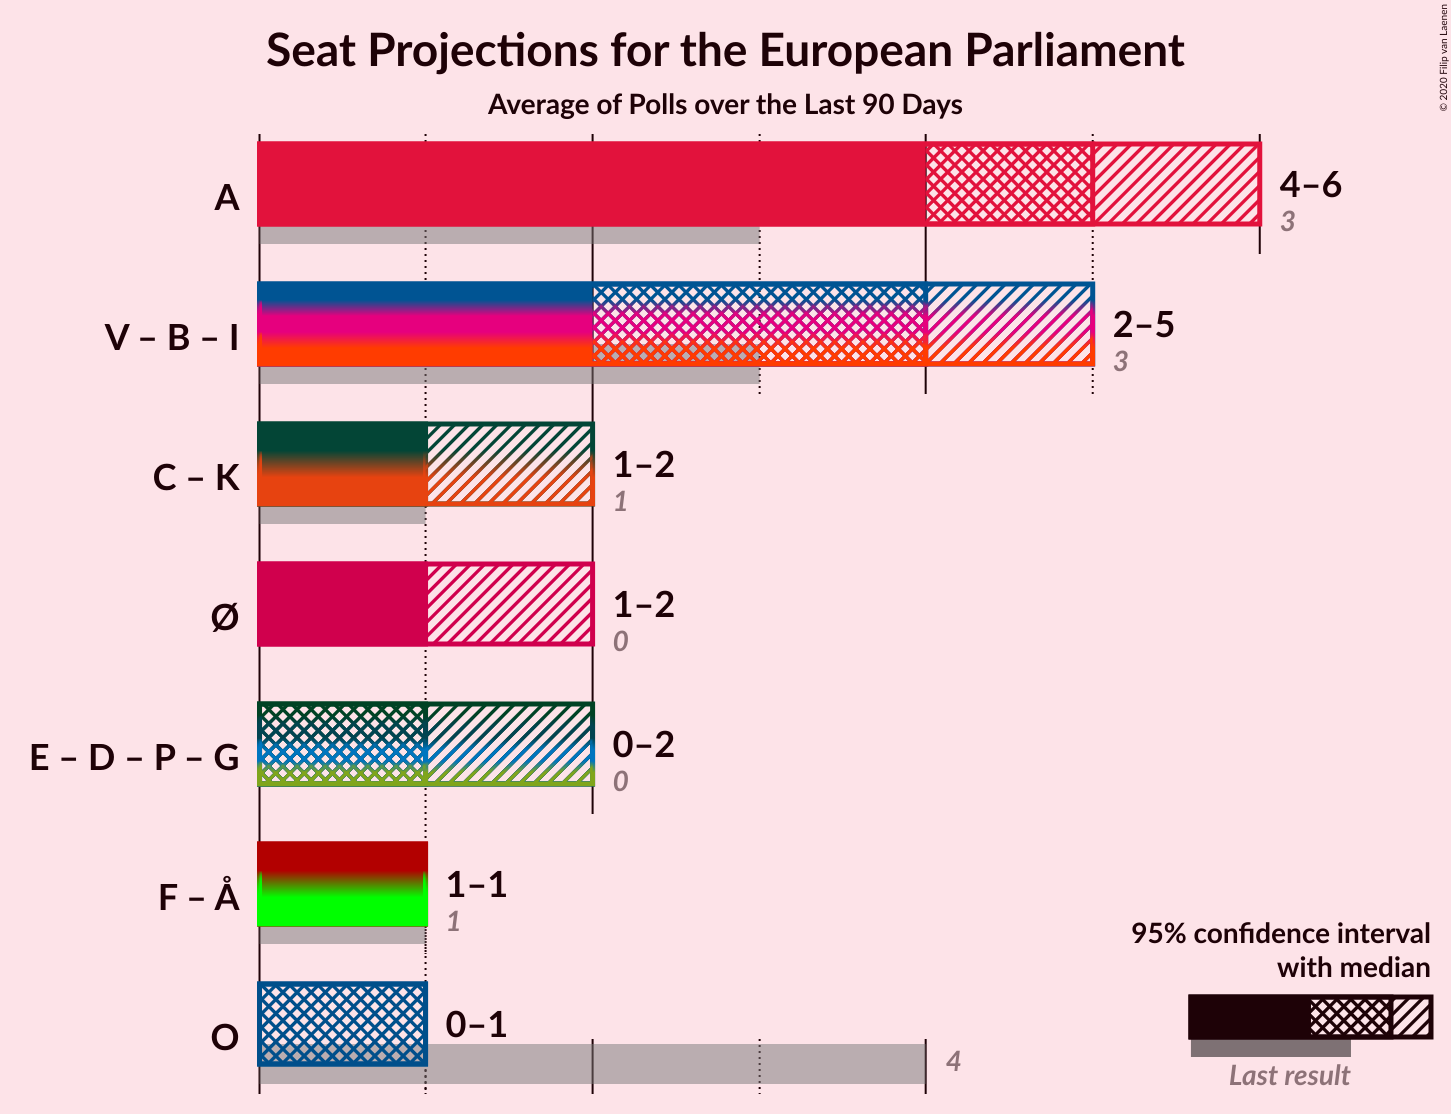 Seat Projections for the European Parliament
Average of Polls over the Last 90 Days
© 2020 Filip van Laenen
A
4–6
3
V – B – I
2–5
3
C – K
1–2
1
Ø
1–2
0
E – D – P – G
0–2
0
F – Å
1–1
1
O
0–1
4
95% confidence interval
with median
Last result